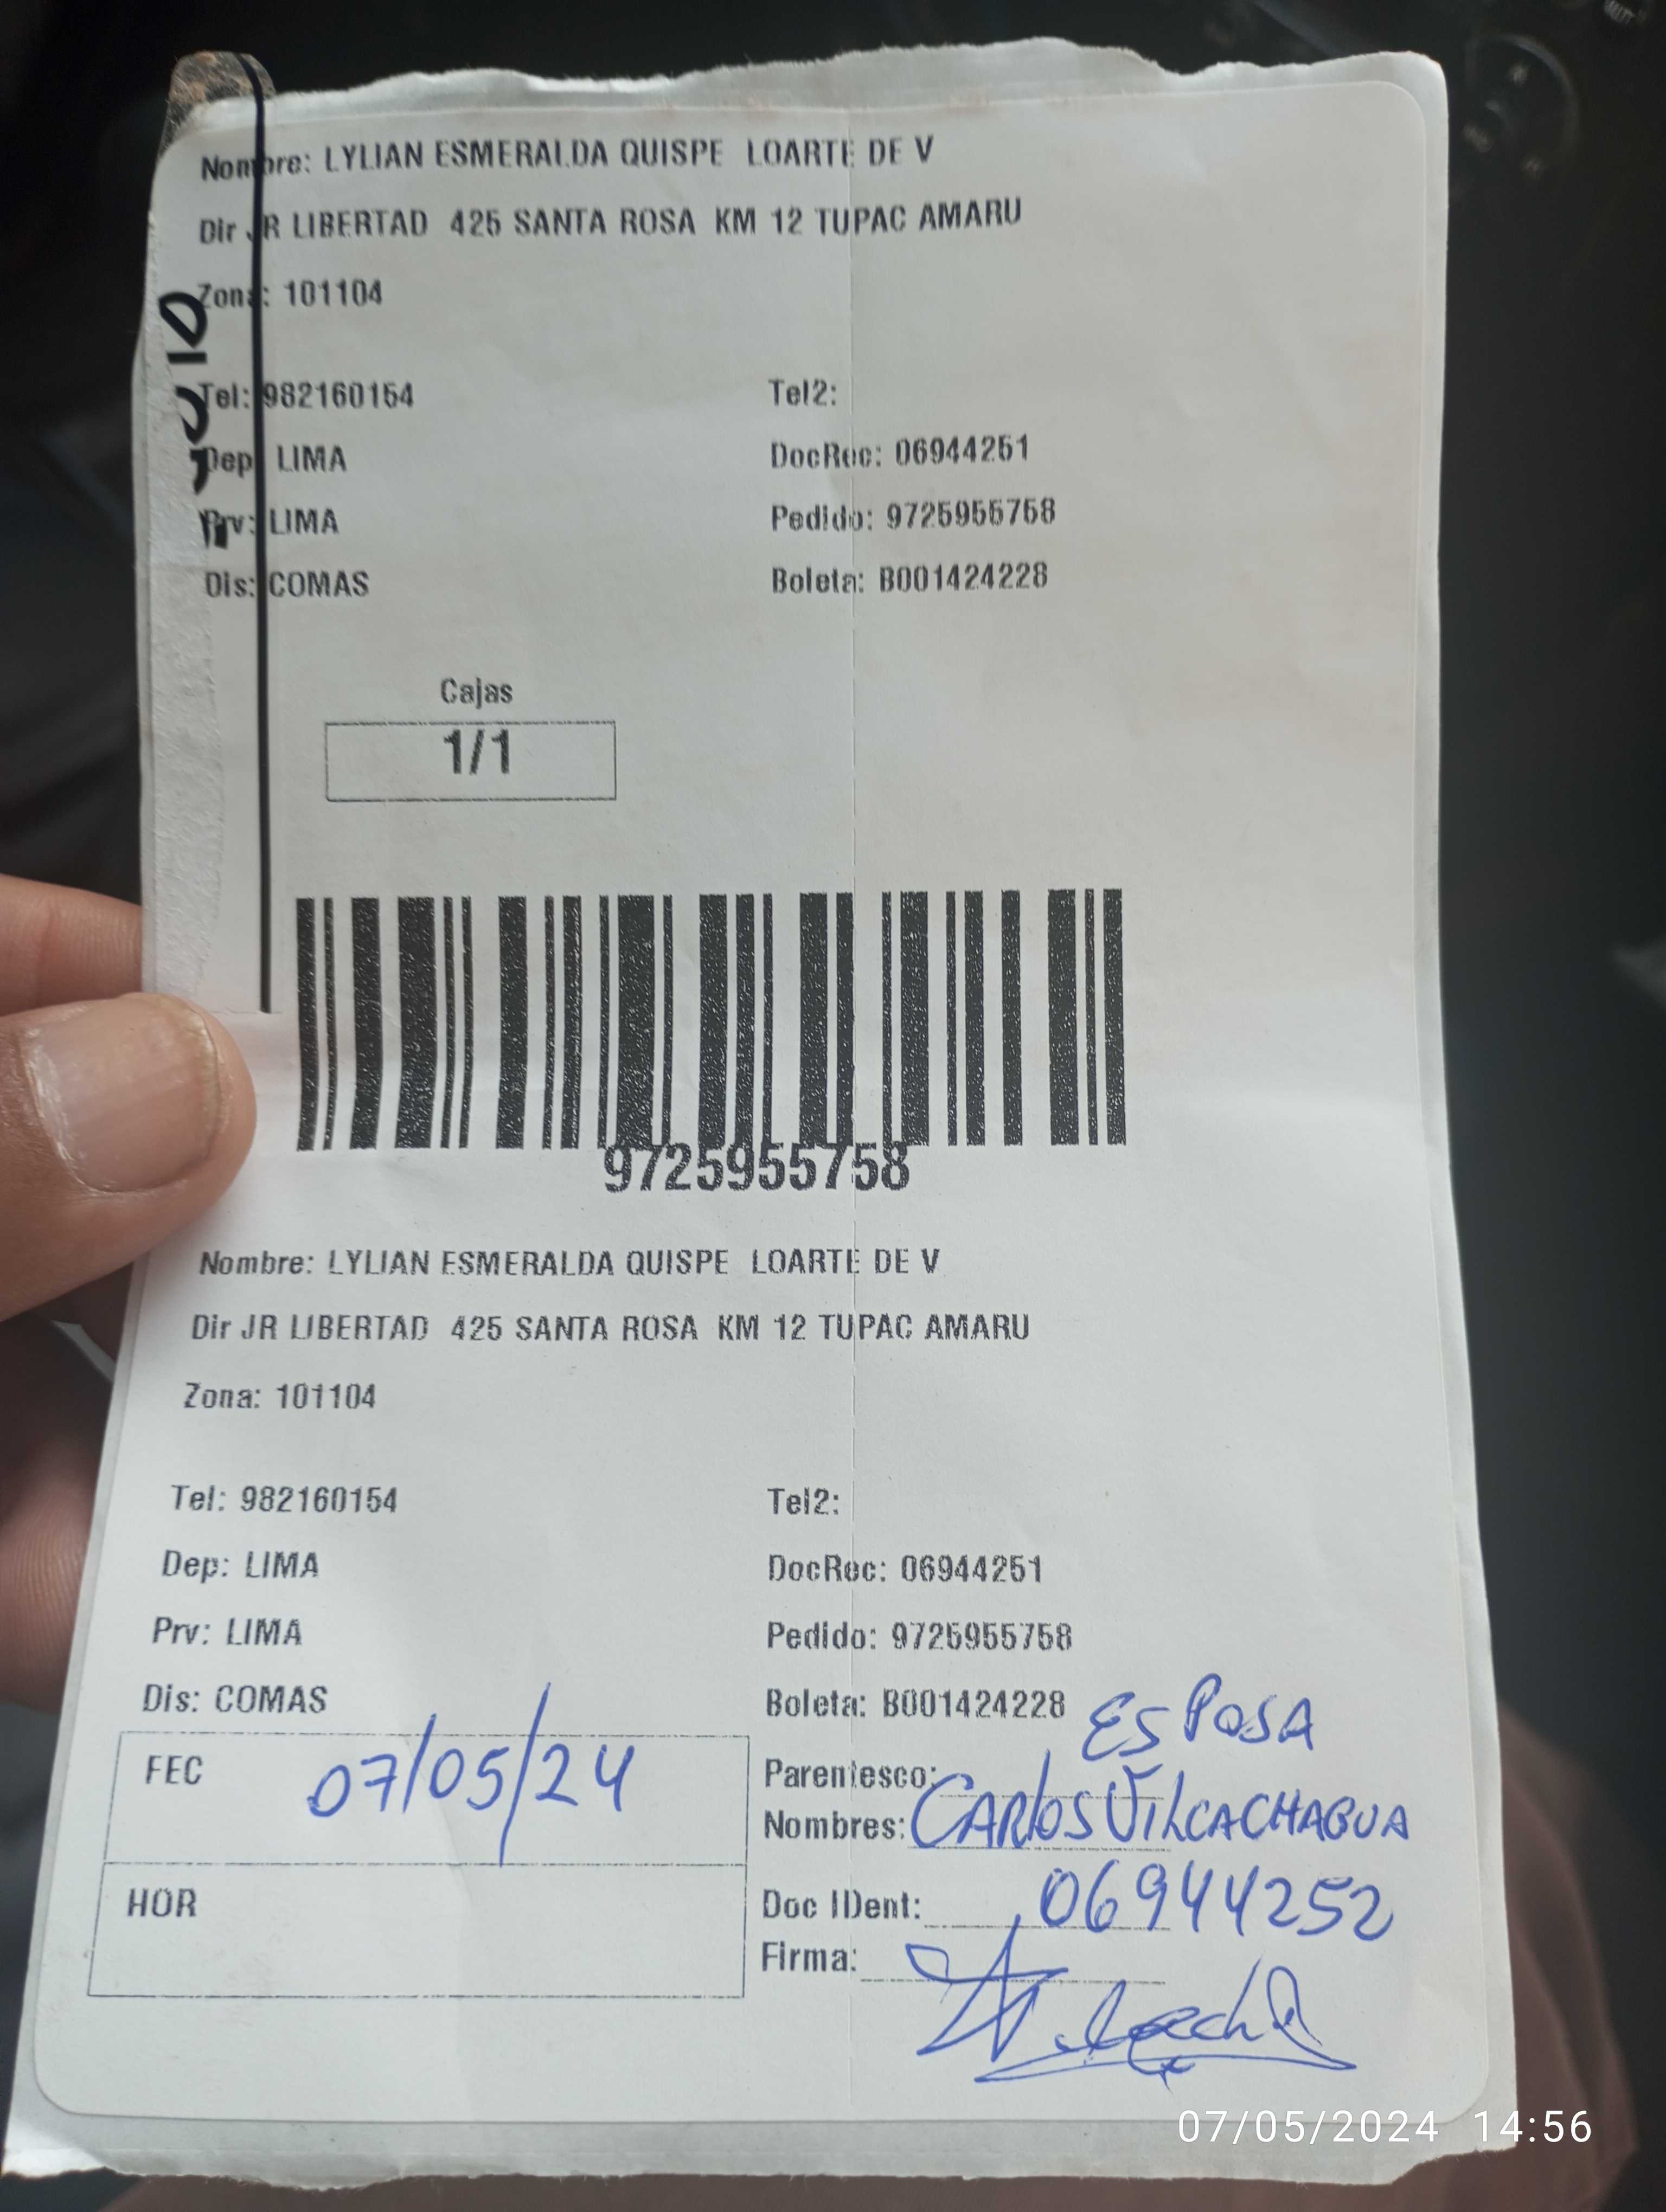 Nombre: LYLIAN ESMERALDA QUISPE LOARTE DE V
Dir JR LIBERTAD 425 SANTA ROSA KM 12 TUPAC AMARU
Zona: 101104
Tel: 982160154
Tel2:
Dep: LIMA
DocRec: 06944251
Prv: LIMA
Pedido: 9725955758
Dis: COMAS
Boleta: B001424228
Cajas
1/1
9725955758
Nombre: LYLIAN ESMERALDA QUISPE LOARTE DE V
Dir JR LIBERTAD 425 SANTA ROSA KM 12 TUPAC AMARU
Zona: 101104
Tel: 982160154
Tel2:
Dep: LIMA
DocRec: 06944251
Prv: LIMA
Pedido: 9725955758
Dis: COMAS
Boleta: B001424228
FEC 07/05/24
HOR
Parentesco: ESPOSA
Nombres: CARlOS VILCACHAGUA
Doc IDent: 06944252
Firma:
07/05/2024 14:56